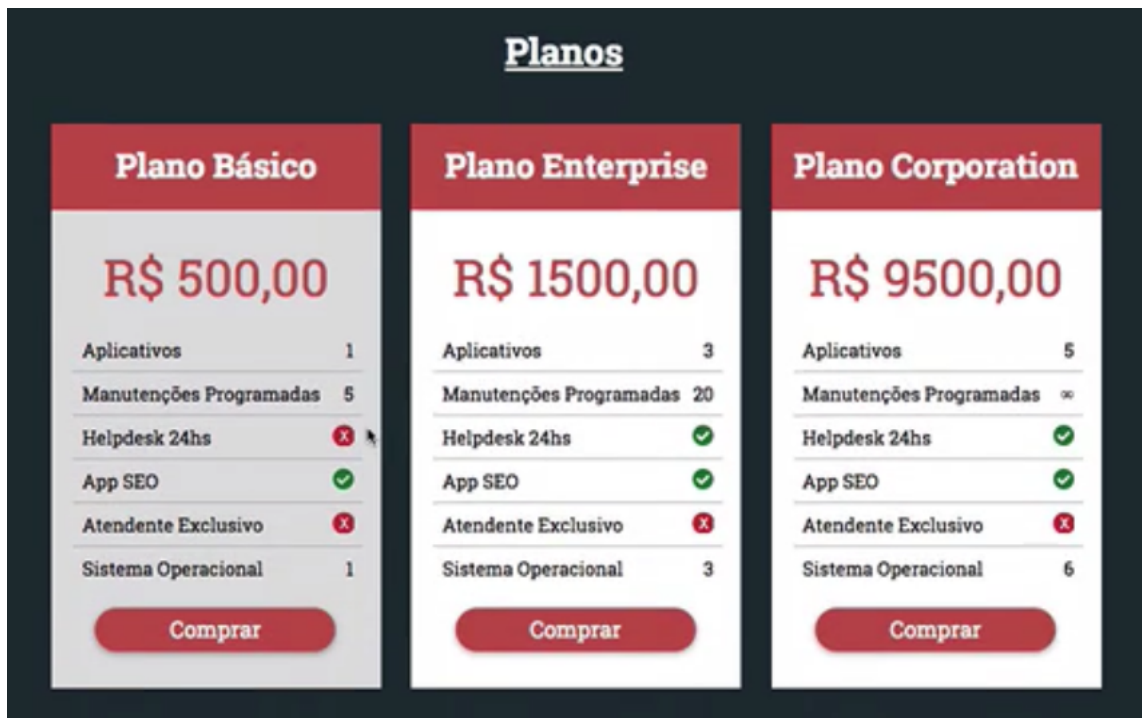 Planos
Plano Básico
R$ 500,00
Aplicativos 1
Manutenções Programadas 5
Helpdesk 24hs X
App SEO
Atendente Exclusivo X
Sistema Operacional 1
Comprar
Plano Enterprise
R$ 1500,00
Aplicativos 3
Manutenções Programadas 20
Helpdesk 24hs
App SEO
Atendente Exclusivo X
Sistema Operacional 3
Comprar
Plano Corporation
R$ 9500,00
Aplicativos 5
Manutenções Programadas ∞
Helpdesk 24hs
App SEO
Atendente Exclusivo X
Sistema Operacional 6
Comprar